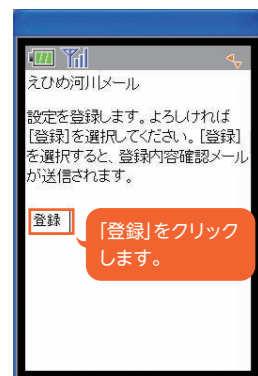 えひめ河川メール
設定を登録します。よろしければ
[登録]を選択してください。[登録]
を選択すると、登録内容確認メール
が送信されます。
登録
「登録」をクリック
します。